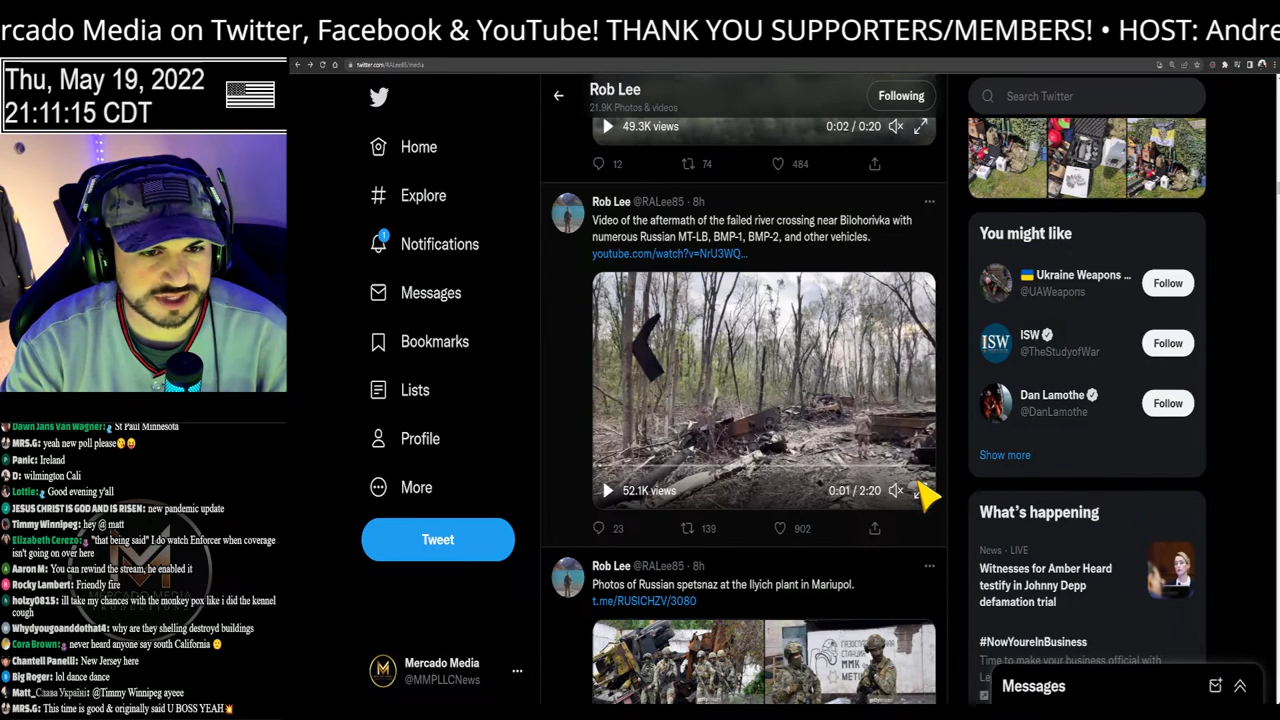 rcado Media on Twitter, Facebook & YouTube! THANK YOU SUPPORTERS/MEMBERS! • HOST: Andre
Thu, May 19, 2022
21:11:15 CDT
twitter.com/RALee85/media
Home
Explore
1
Notifications
Messages
Bookmarks
Lists
Profile
More
Tweet
Mercado Media
@MMPLLCNews
Rob Lee
21.9K Photos & videos
Following
49.3K views
0:02 / 0:20
12
74
484
Rob Lee @RALee85 · 8h
Video of the aftermath of the failed river crossing near Bilohorivka with
numerous Russian MT-LB, BMP-1, BMP-2, and other vehicles.
youtube.com/watch?v=NrU3WQ...
52.1K views
0:01 / 2:20
23
139
902
Rob Lee @RALee85 · 8h
Photos of Russian spetsnaz at the Ilyich plant in Mariupol.
t.me/RUSICHZV/3080
Search Twitter
You might like
Ukraine Weapons ...
@UAWeapons
Follow
ISW
ISW
@TheStudyofWar
Follow
Dan Lamothe
@DanLamothe
Follow
Show more
What's happening
News · LIVE
Witnesses for Amber Heard
testify in Johnny Depp
defamation trial
#NowYoureInBusiness
Time to make your business official with
Messages
Dawn Jans Van Wagner: St Paul Minnesota
MRS.G: yeah new poll please
Panic: Ireland
D: wilmington Cali
Lottie: Good evening y'all
JESUS CHRIST IS GOD AND IS RISEN: new pandemic update
Timmy Winnipeg: hey @ matt
Elizabeth Cerezo: "that being said" I do watch Enforcer when coverage
isn't going on over here
Aaron M: You can rewind the stream, he enabled it
Rocky Lambert: Friendly fire
holzy0815: ill take my chances with the monkey pox like i did the kennel
cough
Whydyougoanddothat4: why are they shelling destroyd buildings
Cora Brown: never heard anyone say south California
Chantell Panelli: New Jersey here
Big Roger: lol dance dance
Matt_Слава Україні: @Timmy Winnipeg ayeee
MRS.G: This time is good & originally said U BOSS YEAH